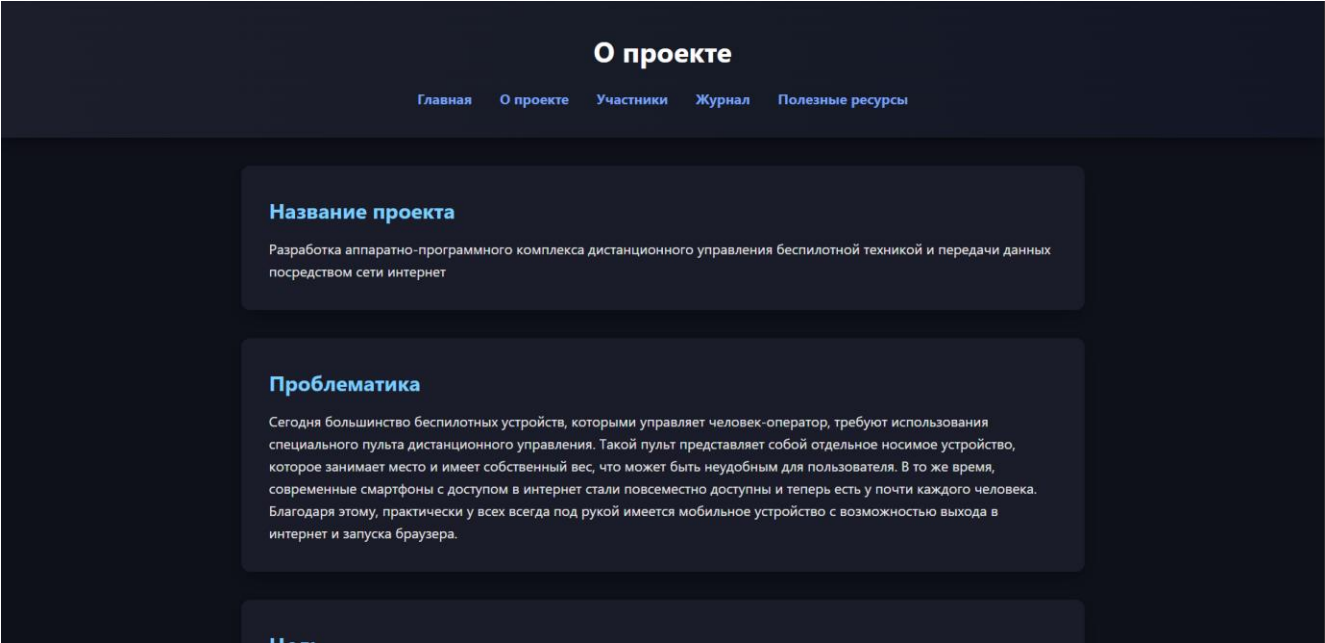 О проекте
Главная О проекте Участники Журнал Полезные ресурсы
Название проекта
Разработка аппаратно-программного комплекса дистанционного управления беспилотной техникой и передачи данных
посредством сети интернет
Проблематика
Сегодня большинство беспилотных устройств, которыми управляет человек-оператор, требуют использования
специального пульта дистанционного управления. Такой пульт представляет собой отдельное носимое устройство,
которое занимает место и имеет собственный вес, что может быть неудобным для пользователя. В то же время,
современные смартфоны с доступом в интернет стали повсеместно доступны и теперь есть у почти каждого человека.
Благодаря этому, практически у всех всегда под рукой имеется мобильное устройство с возможностью выхода в
интернет и запуска браузера.